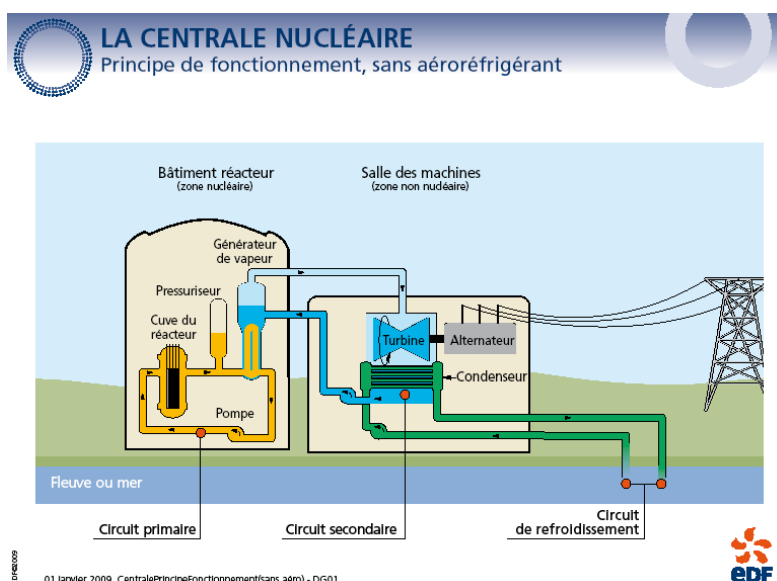 LA CENTRALE NUCLÉAIRE
Principe de fonctionnement, sans aéroréfrigérant
Bâtiment réacteur
(zone nucléaire)
Salle des machines
(zone non nucléaire)
Générateur
de vapeur
Pressuriseur
Cuve du
réacteur
Turbine
Alternateur
Condenseur
Pompe
Fleuve ou mer
Circuit primaire
Circuit secondaire
Circuit
de refroidissement
01 Janvier 2009 CentralePrincipeFonctionnement(sans aéro) - DG01
EDF